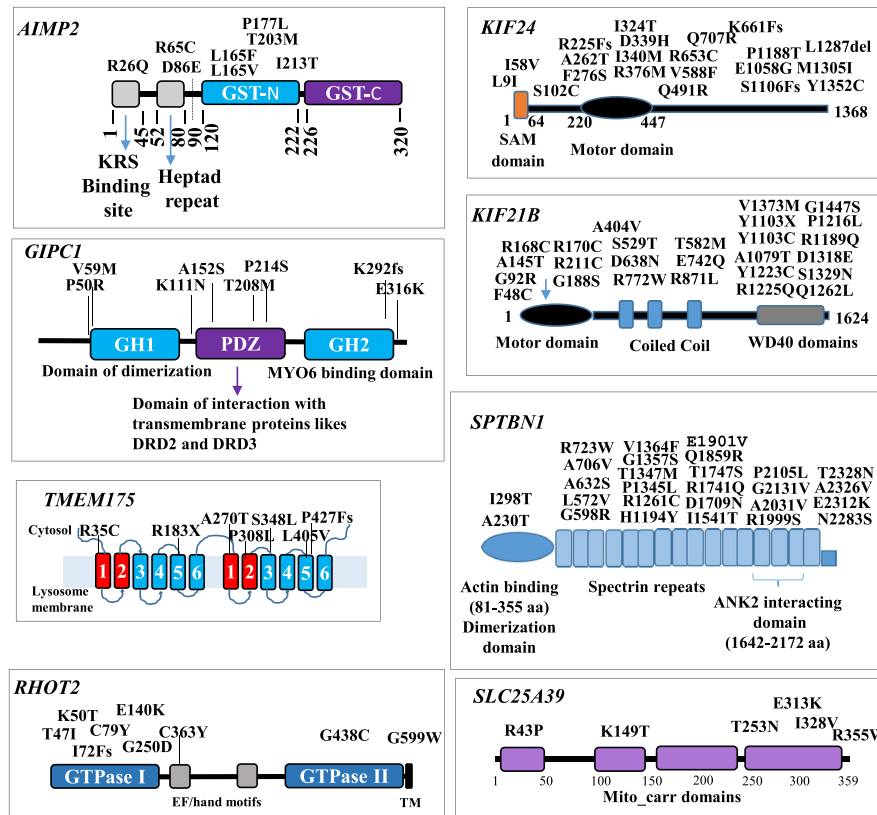 AIMP2
P177L
R65C T203M
R26Q D86E L165F I213T
L165V
GST-N GST-C
1 45 52 80 90 120 222 226 320
KRS
Binding
site
Heptad
repeat
KIF24
I324T K661Fs
R225Fs D339H Q707R
A262T I340M R653C P1188T L1287del
I58V F276S R376M V588F E1058G M1305I
L9I S102C Q491R S1106Fs Y1352C
1 64 220 447 1368
SAM
domain
Motor domain
GIPC1
V59M A152S P214S K292fs
P50R K111N T208M E316K
GH1 PDZ GH2
Domain of dimerization MYO6 binding domain
Domain of interaction with
transmembrane proteins like
DRD2 and DRD3
KIF21B
V1373M G1447S
A404V Y1103X P1216L
R168C R170C S529T T582M Y1103C R1189Q
A145T R211C D638N E742Q A1079T D1318E
G92R G188S R772W R871L Y1223C S1329N
F48C R1225Q Q1262L
1 1624
Motor domain Coiled Coil WD40 domains
TMEM175
Cytosol R35C R183X A270T S348L P427Fs
P308L L405V
1 2 3 4 5 6 1 2 3 4 5 6
Lysosome
membrane
SPTBN1
R723W V1364F E1901V
A706V G1357S Q1859R
A632S T1347M T1747S P2105L T2328N
I298T L572V P1345L R1741Q G2131V A2326V
A230T G598R R1261C D1709N A2031V E2312K
H1194Y I1541T R1999S N2283S
Actin binding
(81-355 aa)
Dimerization
domain
Spectrin repeats
ANK2 interacting
domain
(1642-2172 aa)
RHOT2
K50T E140K
T47I C79Y C363Y G438C G599W
I72Fs G250D
GTPase I GTPase II
EF/hand motifs TM
SLC25A39
E313K
R43P K149T T253N I328V R355W
1 50 100 150 200 250 300 359
Mito_carr domains